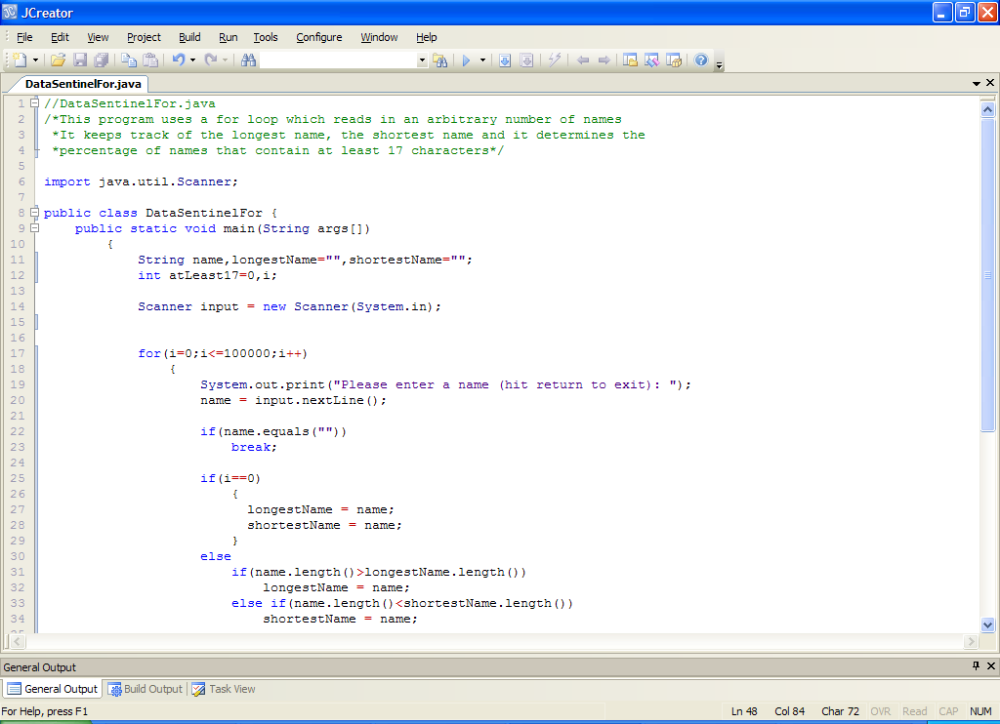 JCreator
File Edit View Project Build Run Tools Configure Window Help
DataSentinelFor.java
1 //DataSentinelFor.java
2 /*This program uses a for loop which reads in an arbitrary number of names
3 *It keeps track of the longest name, the shortest name and it determines the
4 *percentage of names that contain at least 17 characters*/
5
6 import java.util.Scanner;
7
8 public class DataSentinelFor {
9 public static void main(String args[])
10 {
11 String name,longestName="",shortestName="";
12 int atLeast17=0,i;
13
14 Scanner input = new Scanner(System.in);
15
16
17 for(i=0;i<=100000;i++)
18 {
19 System.out.print("Please enter a name (hit return to exit): ");
20 name = input.nextLine();
21
22 if(name.equals(""))
23 break;
24
25 if(i==0)
26 {
27 longestName = name;
28 shortestName = name;
29 }
30 else
31 if(name.length()>longestName.length())
32 longestName = name;
33 else if(name.length()<shortestName.length())
34 shortestName = name;
35
General Output
General Output Build Output Task View
For Help, press F1 Ln 48 Col 84 Char 72 OVR Read CAP NUM